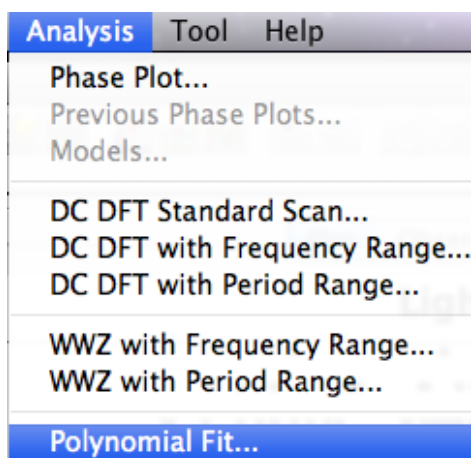 Analysis Tool Help
Phase Plot...
Previous Phase Plots...
Models...
DC DFT Standard Scan...
DC DFT with Frequency Range...
DC DFT with Period Range...
WWZ with Frequency Range...
WWZ with Period Range...
Polynomial Fit...